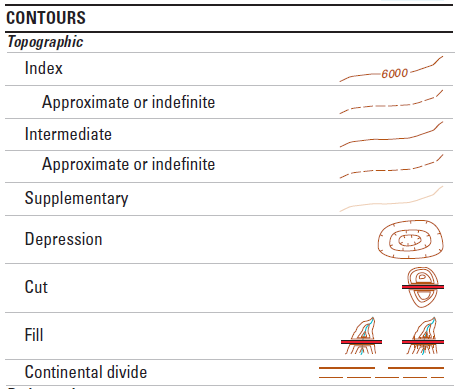 CONTOURS
Topographic
Index
6000
Approximate or indefinite
Intermediate
Approximate or indefinite
Supplementary
Depression
Cut
Fill
Continental divide